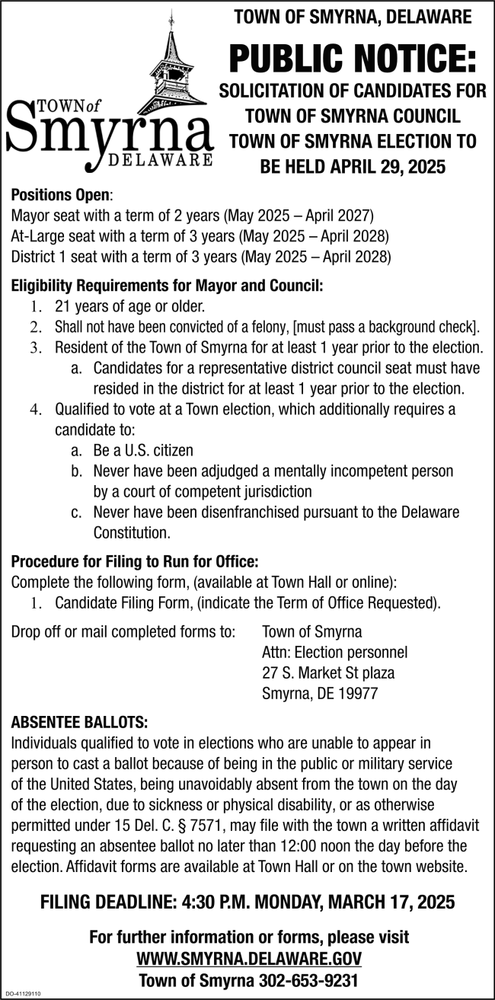 TOWN of
Smyrna
DELAWARE
TOWN OF SMYRNA, DELAWARE
PUBLIC NOTICE:
SOLICITATION OF CANDIDATES FOR
TOWN OF SMYRNA COUNCIL
TOWN OF SMYRNA ELECTION TO
BE HELD APRIL 29, 2025
Positions Open:
Mayor seat with a term of 2 years (May 2025 – April 2027)
At-Large seat with a term of 3 years (May 2025 – April 2028)
District 1 seat with a term of 3 years (May 2025 – April 2028)
Eligibility Requirements for Mayor and Council:
1. 21 years of age or older.
2. Shall not have been convicted of a felony, [must pass a background check].
3. Resident of the Town of Smyrna for at least 1 year prior to the election.
a. Candidates for a representative district council seat must have
resided in the district for at least 1 year prior to the election.
4. Qualified to vote at a Town election, which additionally requires a
candidate to:
a. Be a U.S. citizen
b. Never have been adjudged a mentally incompetent person
by a court of competent jurisdiction
c. Never have been disenfranchised pursuant to the Delaware
Constitution.
Procedure for Filing to Run for Office:
Complete the following form, (available at Town Hall or online):
1. Candidate Filing Form, (indicate the Term of Office Requested).
Drop off or mail completed forms to: Town of Smyrna
Attn: Election personnel
27 S. Market St plaza
Smyrna, DE 19977
ABSENTEE BALLOTS:
Individuals qualified to vote in elections who are unable to appear in
person to cast a ballot because of being in the public or military service
of the United States, being unavoidably absent from the town on the day
of the election, due to sickness or physical disability, or as otherwise
permitted under 15 Del. C. § 7571, may file with the town a written affidavit
requesting an absentee ballot no later than 12:00 noon the day before the
election. Affidavit forms are available at Town Hall or on the town website.
FILING DEADLINE: 4:30 P.M. MONDAY, MARCH 17, 2025
For further information or forms, please visit
WWW.SMYRNA.DELAWARE.GOV
Town of Smyrna 302-653-9231
DO-41129110